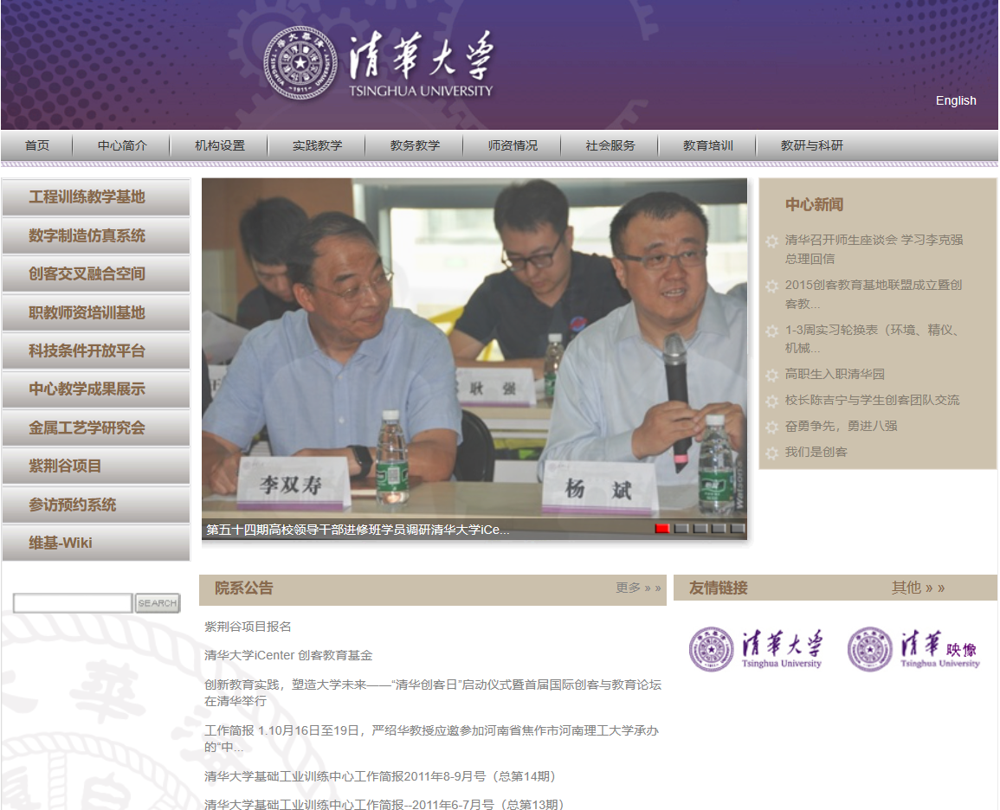 清華大学
TSINGHUA UNIVERSITY
English
首页 中心简介 机构设置 实践教学 教务教学 师资情况 社会服务 教育培训 教研与科研
工程训练教学基地
数字制造仿真系统
创客交叉融合空间
职教师资培训基地
科技条件开放平台
中心教学成果展示
金属工艺学研究会
紫荆谷项目
参访预约系统
维基-Wiki
SEARCH
耿 强
李双寿
杨 斌
Watsons
第五十四期高校领导干部进修班学员调研清华大学iCe...
中心新闻
清华召开师生座谈会 学习李克强
总理回信
2015创客教育基地联盟成立暨创
客教...
1-3周实习轮换表（环境、精仪、
机械...
高职生入职清华园
校长陈吉宁与学生创客团队交流
奋勇争先，勇进八强
我们是创客
院系公告 更多 » »
紫荆谷项目报名
清华大学iCenter 创客教育基金
创新教育实践，塑造大学未来——“清华创客日”启动仪式暨首届国际创客与教育论坛
在清华举行
工作简报 1.10月16日至19日，严绍华教授应邀参加河南省焦作市河南理工大学承办
的“中...
清华大学基础工业训练中心工作简报2011年8-9月号（总第14期）
清华大学基础工业训练中心工作简报--2011年6-7月号（总第13期）
友情链接 其他 » »
清華大学
Tsinghua University
清華映像
Tsinghua University